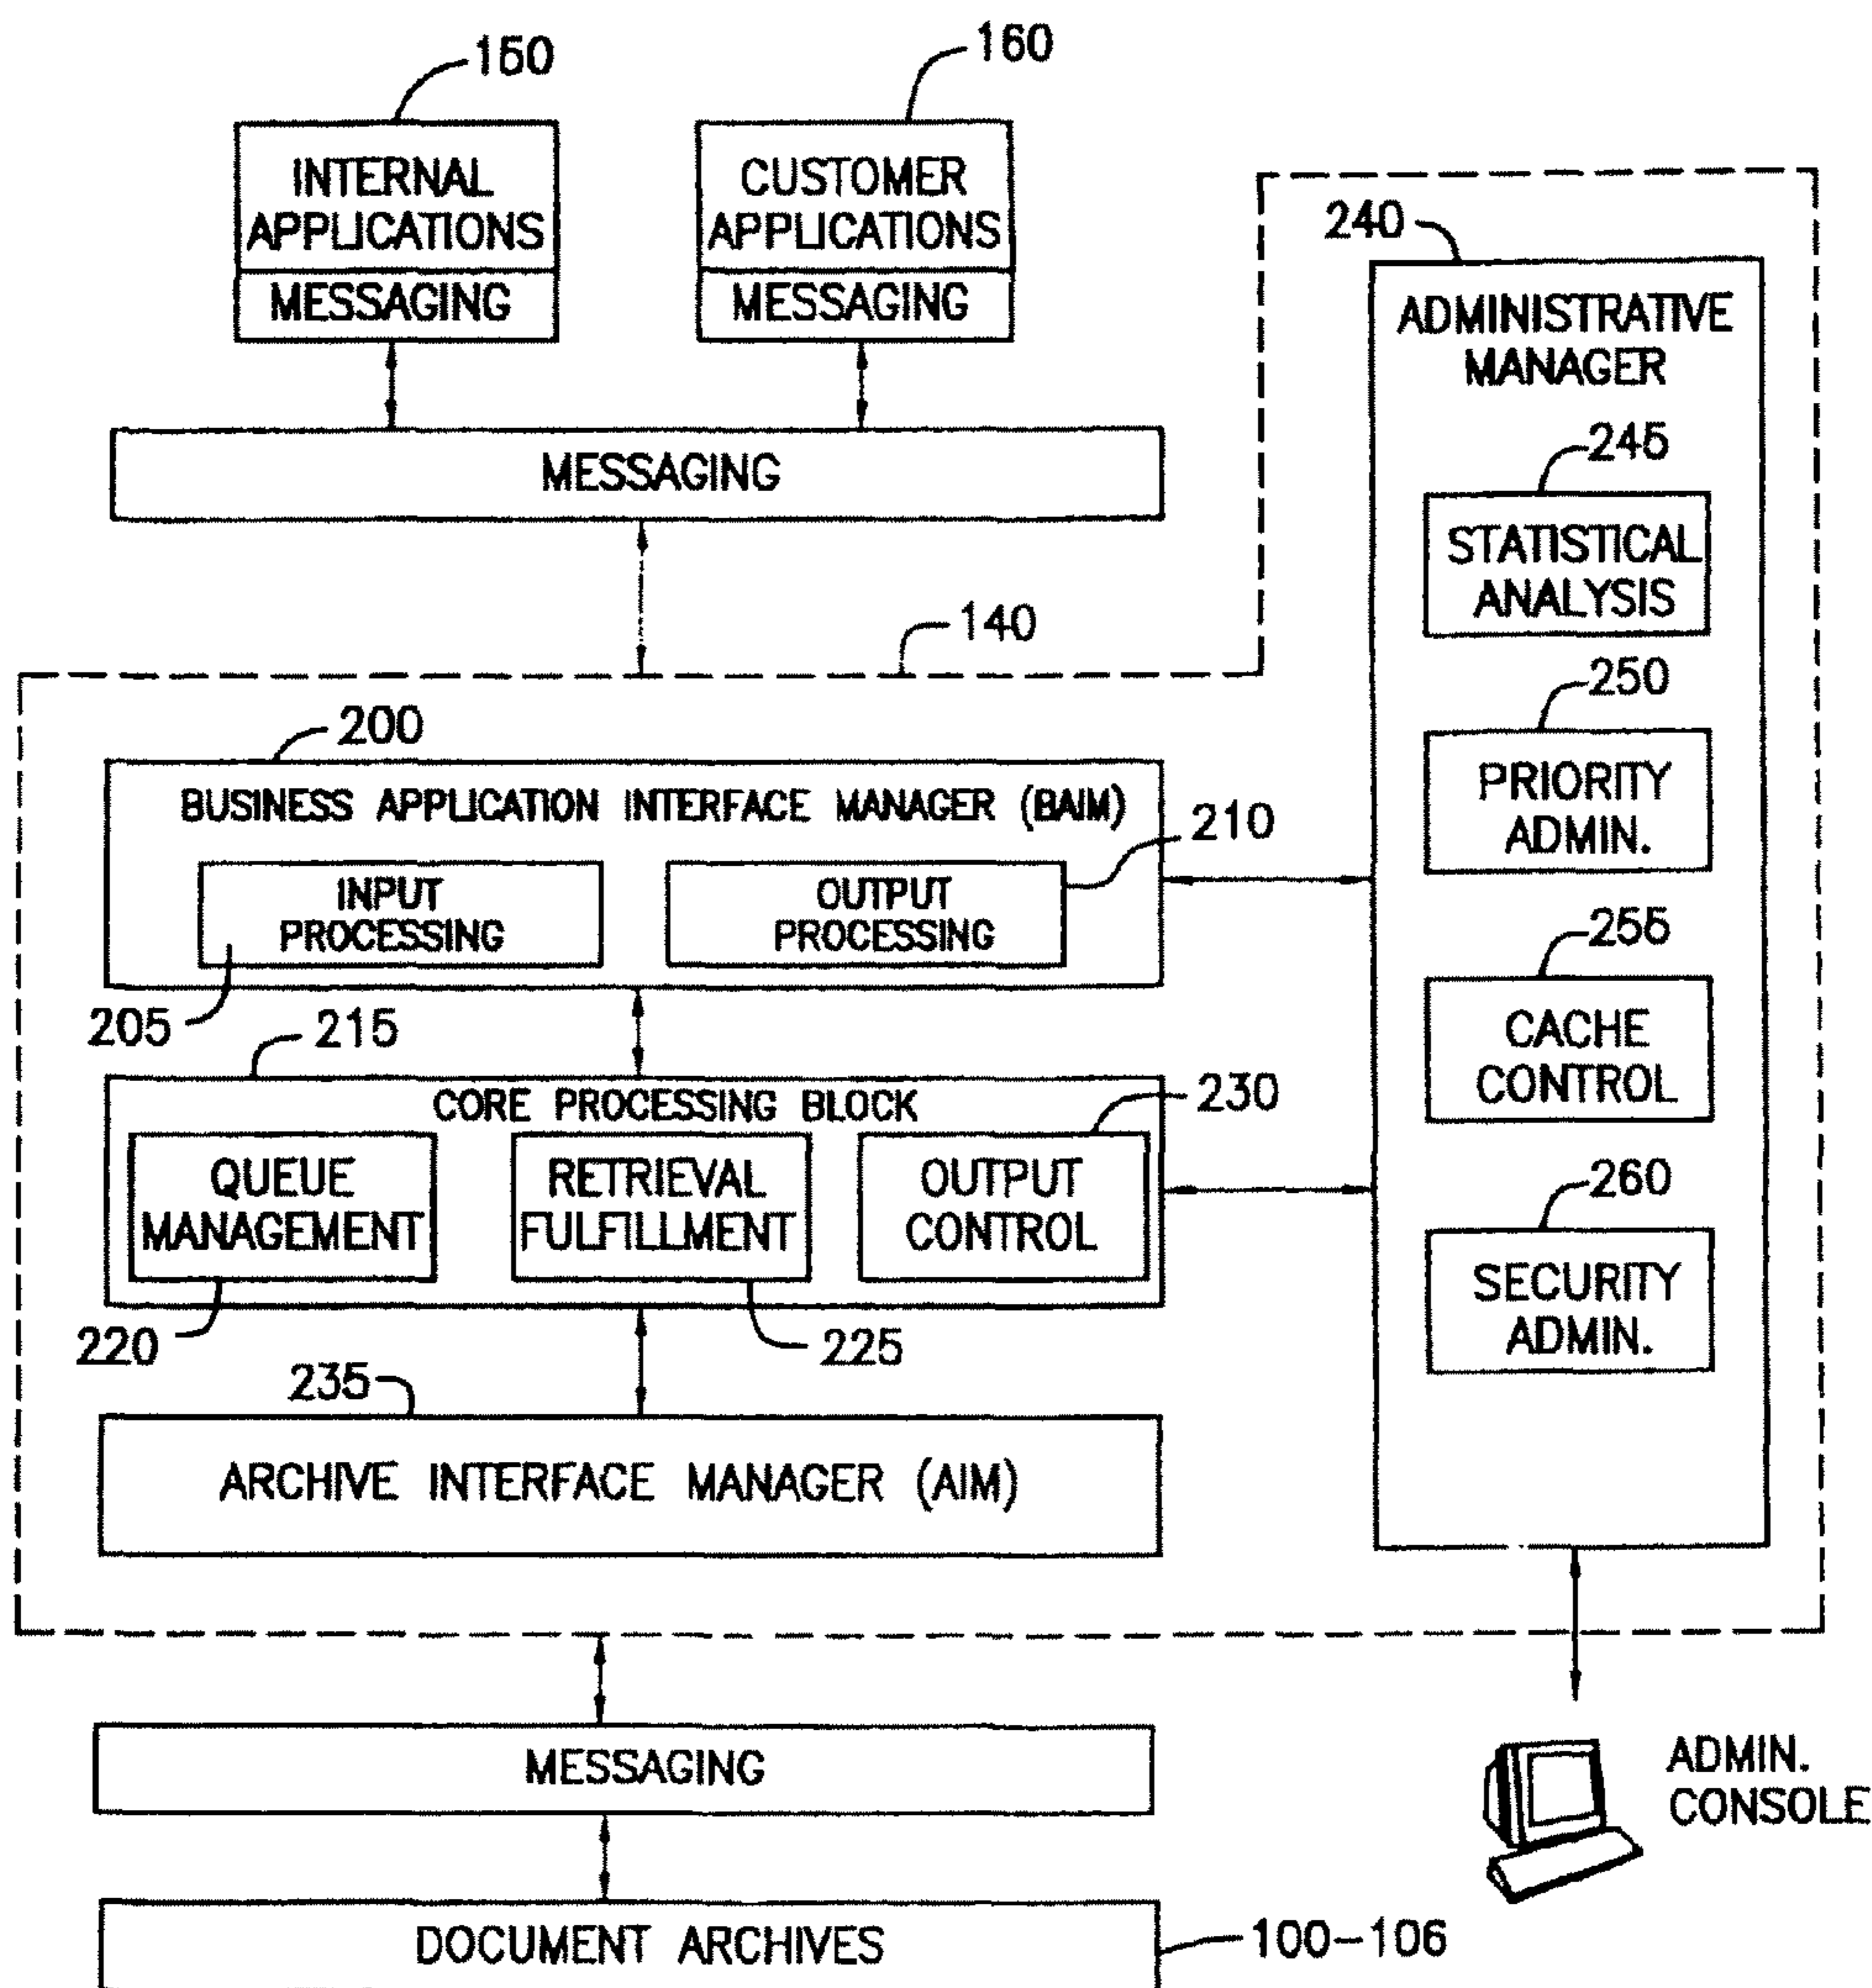 150
160
INTERNAL
APPLICATIONS
MESSAGING
CUSTOMER
APPLICATIONS
MESSAGING
MESSAGING
140
240
ADMINISTRATIVE
MANAGER
245
STATISTICAL
ANALYSIS
250
PRIORITY
ADMIN.
255
CACHE
CONTROL
260
SECURITY
ADMIN.
200
BUSINESS APPLICATION INTERFACE MANAGER (BAIM)
210
INPUT
PROCESSING
OUTPUT
PROCESSING
205
215
CORE PROCESSING BLOCK
230
QUEUE
MANAGEMENT
RETRIEVAL
FULFILLMENT
OUTPUT
CONTROL
220
225
235
ARCHIVE INTERFACE MANAGER (AIM)
MESSAGING
ADMIN.
CONSOLE
DOCUMENT ARCHIVES
100-106